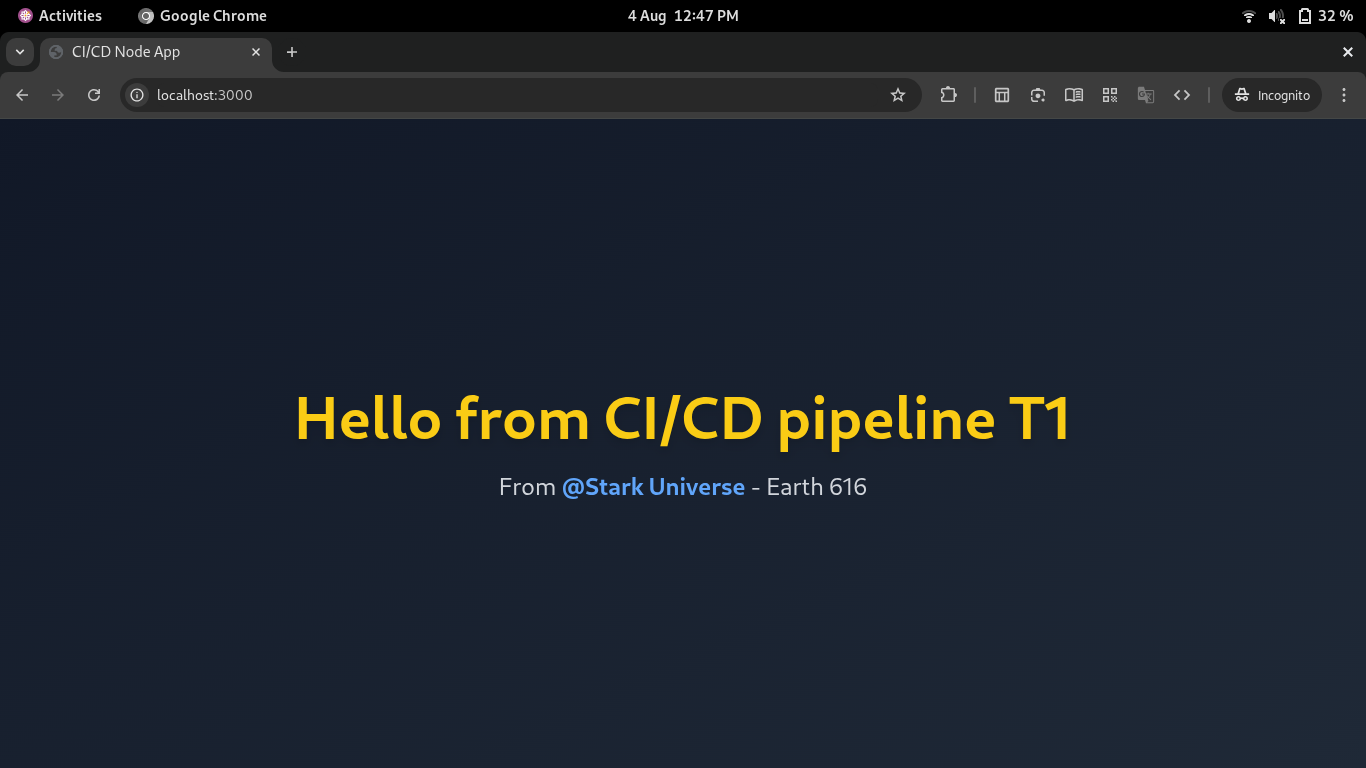 Activities
Google Chrome
4 Aug 12:47 PM
32 %
CI/CD Node App
localhost:3000
Incognito
Hello from CI/CD pipeline T1
From @Stark Universe - Earth 616